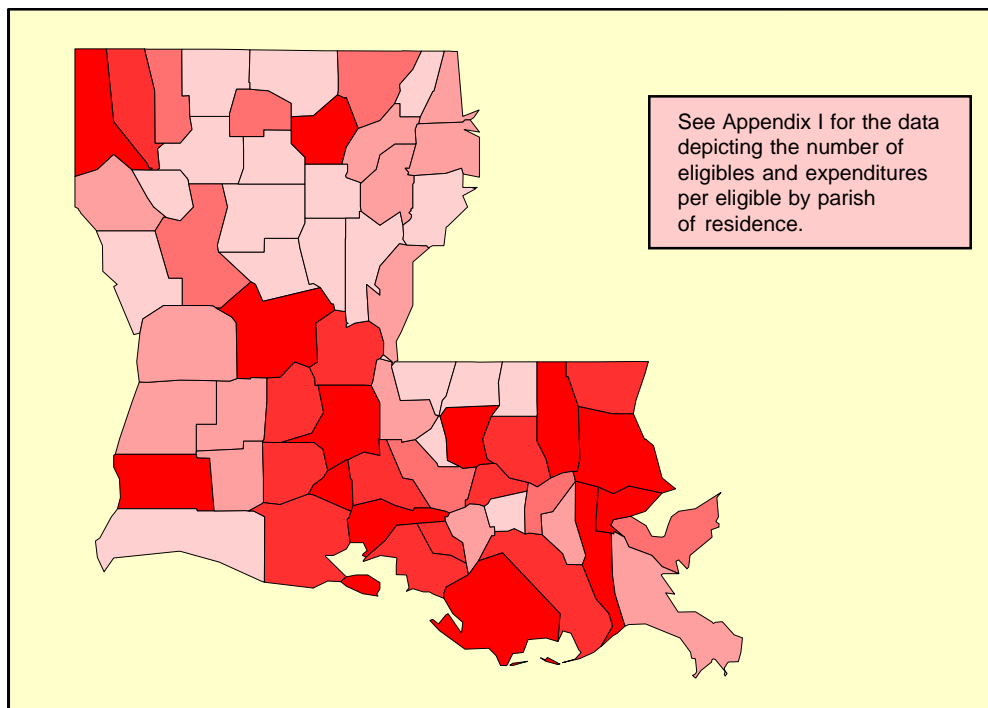 See Appendix I for the data
depicting the number of
eligibles and expenditures
per eligible by parish
of residence.